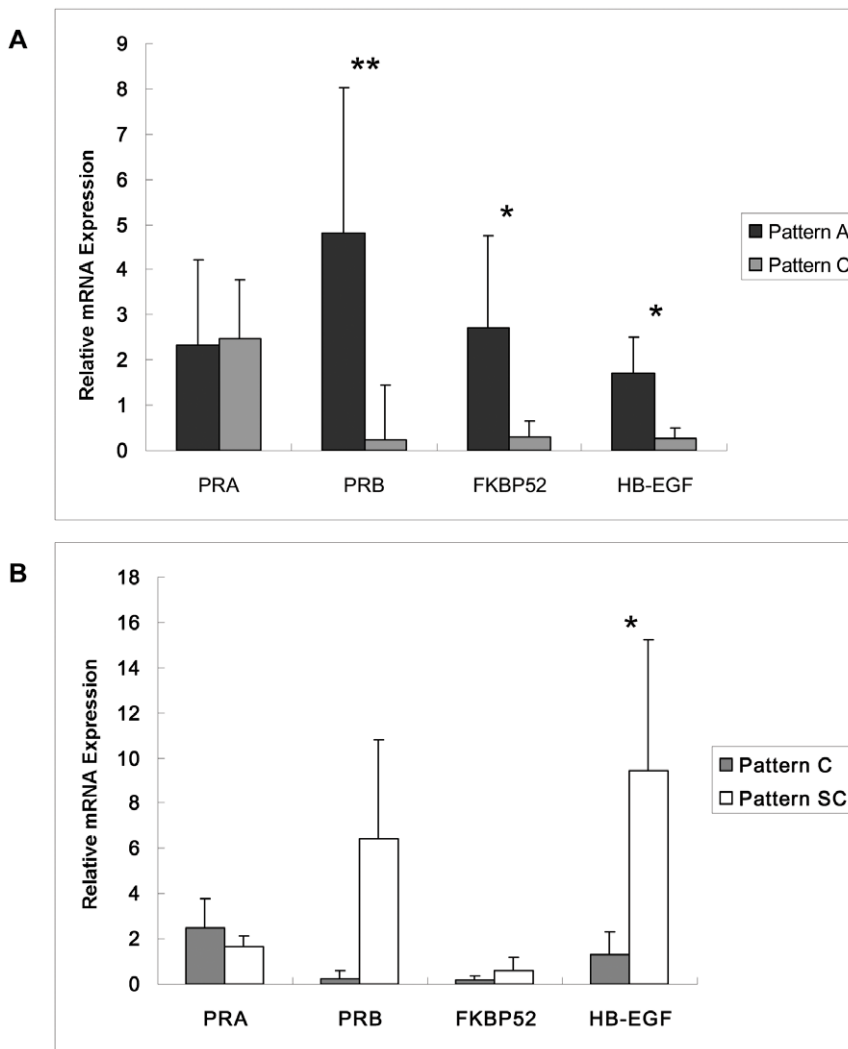 A
Relative mRNA Expression
9
8
7
6
5
4
3
2
1
0
**
*
*
PRA PRB FKBP52 HB-EGF
Pattern A
Pattern C
B
Relative mRNA Expression
18
16
14
12
10
8
6
4
2
0
*
PRA PRB FKBP52 HB-EGF
Pattern C
Pattern SC